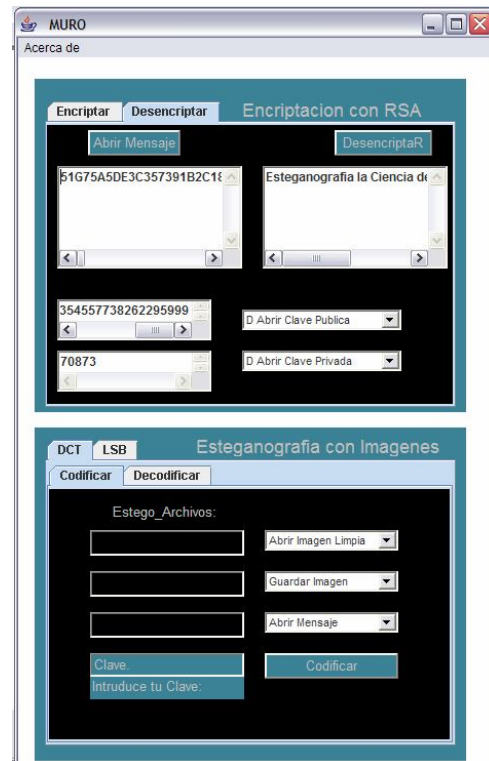 MURO
Acerca de
Encriptar Desencriptar Encriptacion con RSA
Abrir Mensaje DesencriptaR
51G75A5DE3C357391B2C18 Esteganografia la Ciencia de
354557738262295999
D Abrir Clave Publica
70873 D Abrir Clave Privada
DCT LSB Esteganografia con Imagenes
Codificar Decodificar
Estego_Archivos:
Abrir Imagen Limpia
Guardar Imagen
Abrir Mensaje
Clave. Codificar
Intruduce tu Clave: